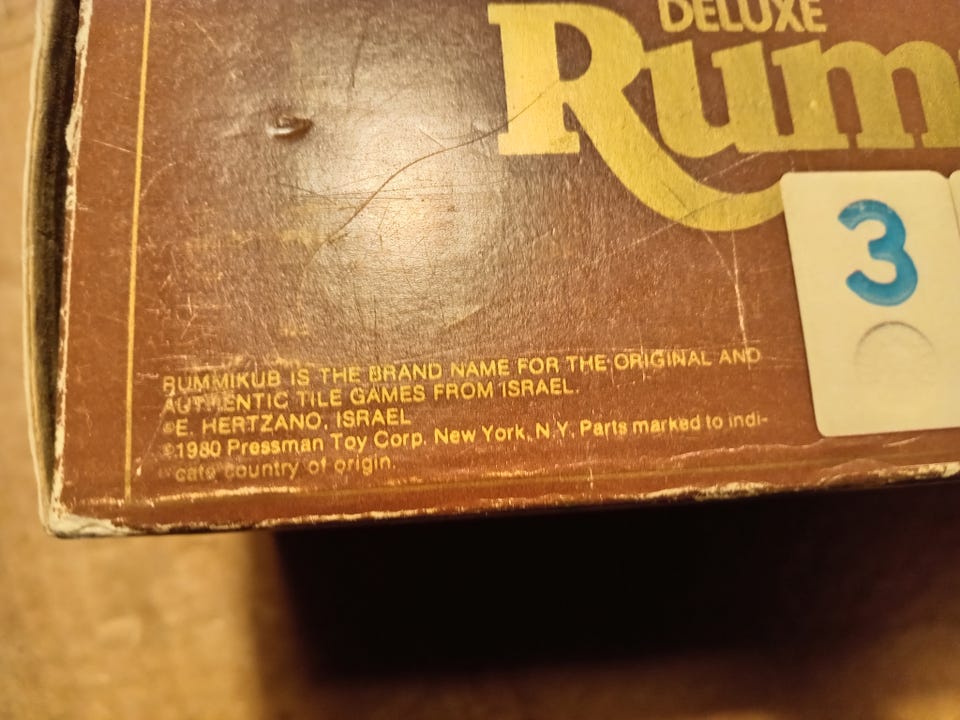 DELUXE
Rum
3
RUMMIKUB IS THE BRAND NAME FOR THE ORIGINAL AND
AUTHENTIC TILE GAMES FROM ISRAEL.
©E. HERTZANO, ISRAEL
©1980 Pressman Toy Corp. New York, N.Y. Parts marked to indi-
cate country of origin.